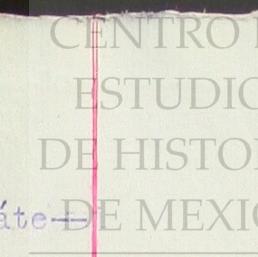 CENTRO
ESTUDIO
DE HISTO
DE MEXIC
áte--